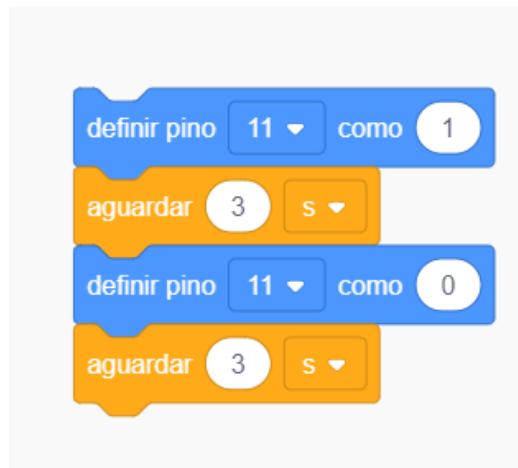 definir pino 11 como 1
aguardar 3 s
definir pino 11 como 0
aguardar 3 s